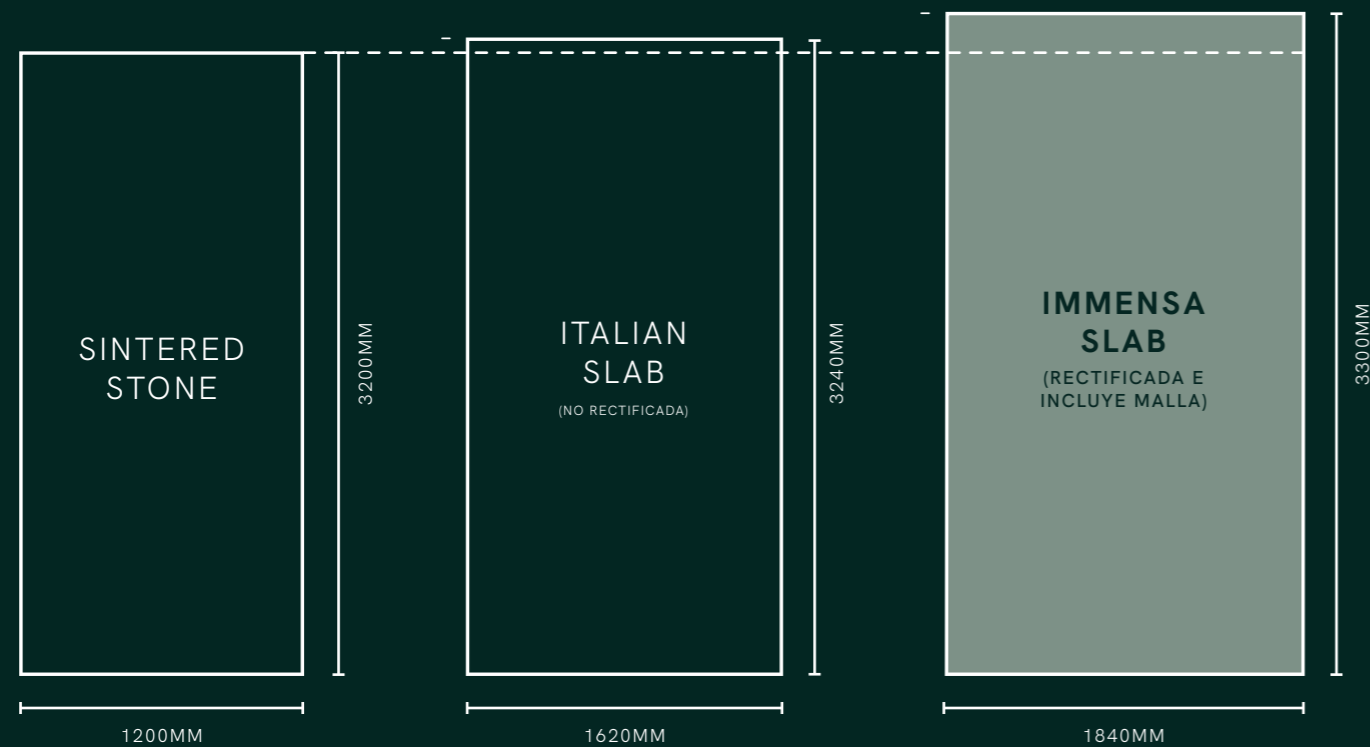 SINTERED
STONE
3200MM
1200MM
ITALIAN
SLAB
(NO RECTIFICADA)
3240MM
1620MM
IMMENSA
SLAB
(RECTIFICADA E
INCLUYE MALLA)
3300MM
1840MM